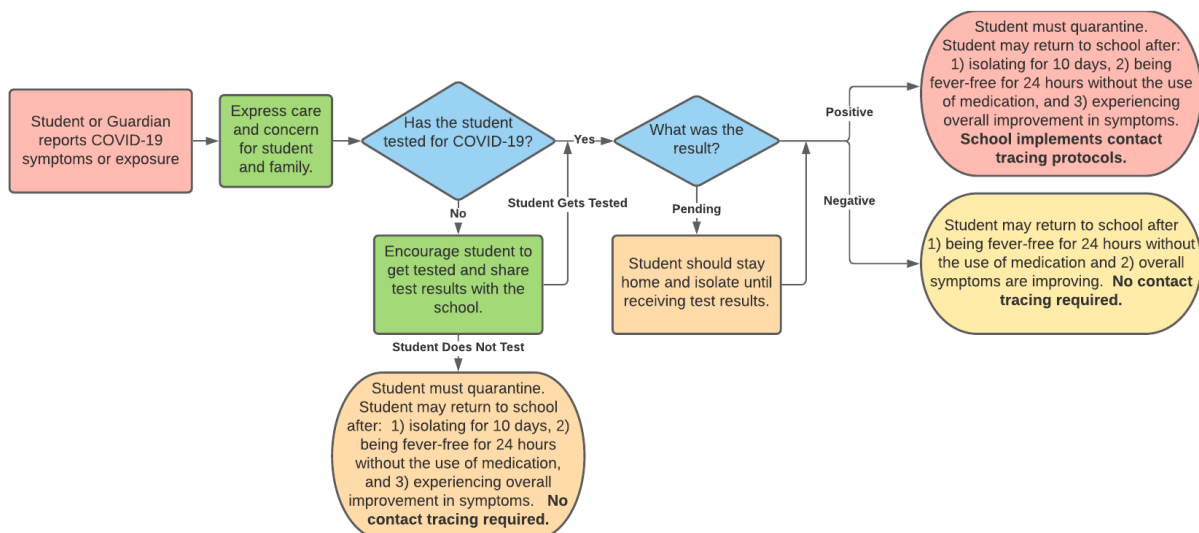 Student or Guardian
reports COVID-19
symptoms or exposure
Express care
and concern
for student
and family.
Has the student
tested for COVID-19?
Yes
No
Student Gets Tested
Encourage student to
get tested and share
test results with the
school.
Student Does Not Test
Student must quarantine.
Student may return to school
after: 1) isolating for 10 days, 2)
being fever-free for 24 hours
without the use of medication,
and 3) experiencing overall
improvement in symptoms. No
contact tracing required.
What was the
result?
Pending
Student should stay
home and isolate until
receiving test results.
Positive
Student must quarantine.
Student may return to school after:
1) isolating for 10 days, 2) being
fever-free for 24 hours without the use
of medication, and 3) experiencing
overall improvement in symptoms.
School implements contact
tracing protocols.
Negative
Student may return to school after
1) being fever-free for 24 hours without
the use of medication and 2) overall
symptoms are improving. No contact
tracing required.